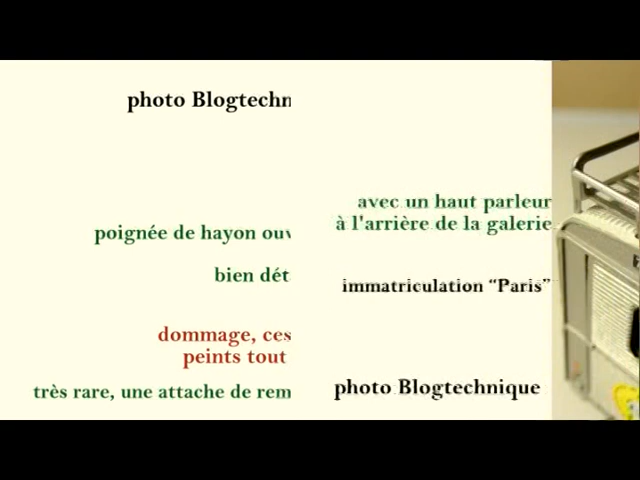 photo Blogtechn
poignée de hayon ouv
bien dét
dommage, ces
peints tout
très rare, une attache de rem
avec un haut parleur
à l'arrière de la galerie
immatriculation “Paris”
photo Blogtechnique